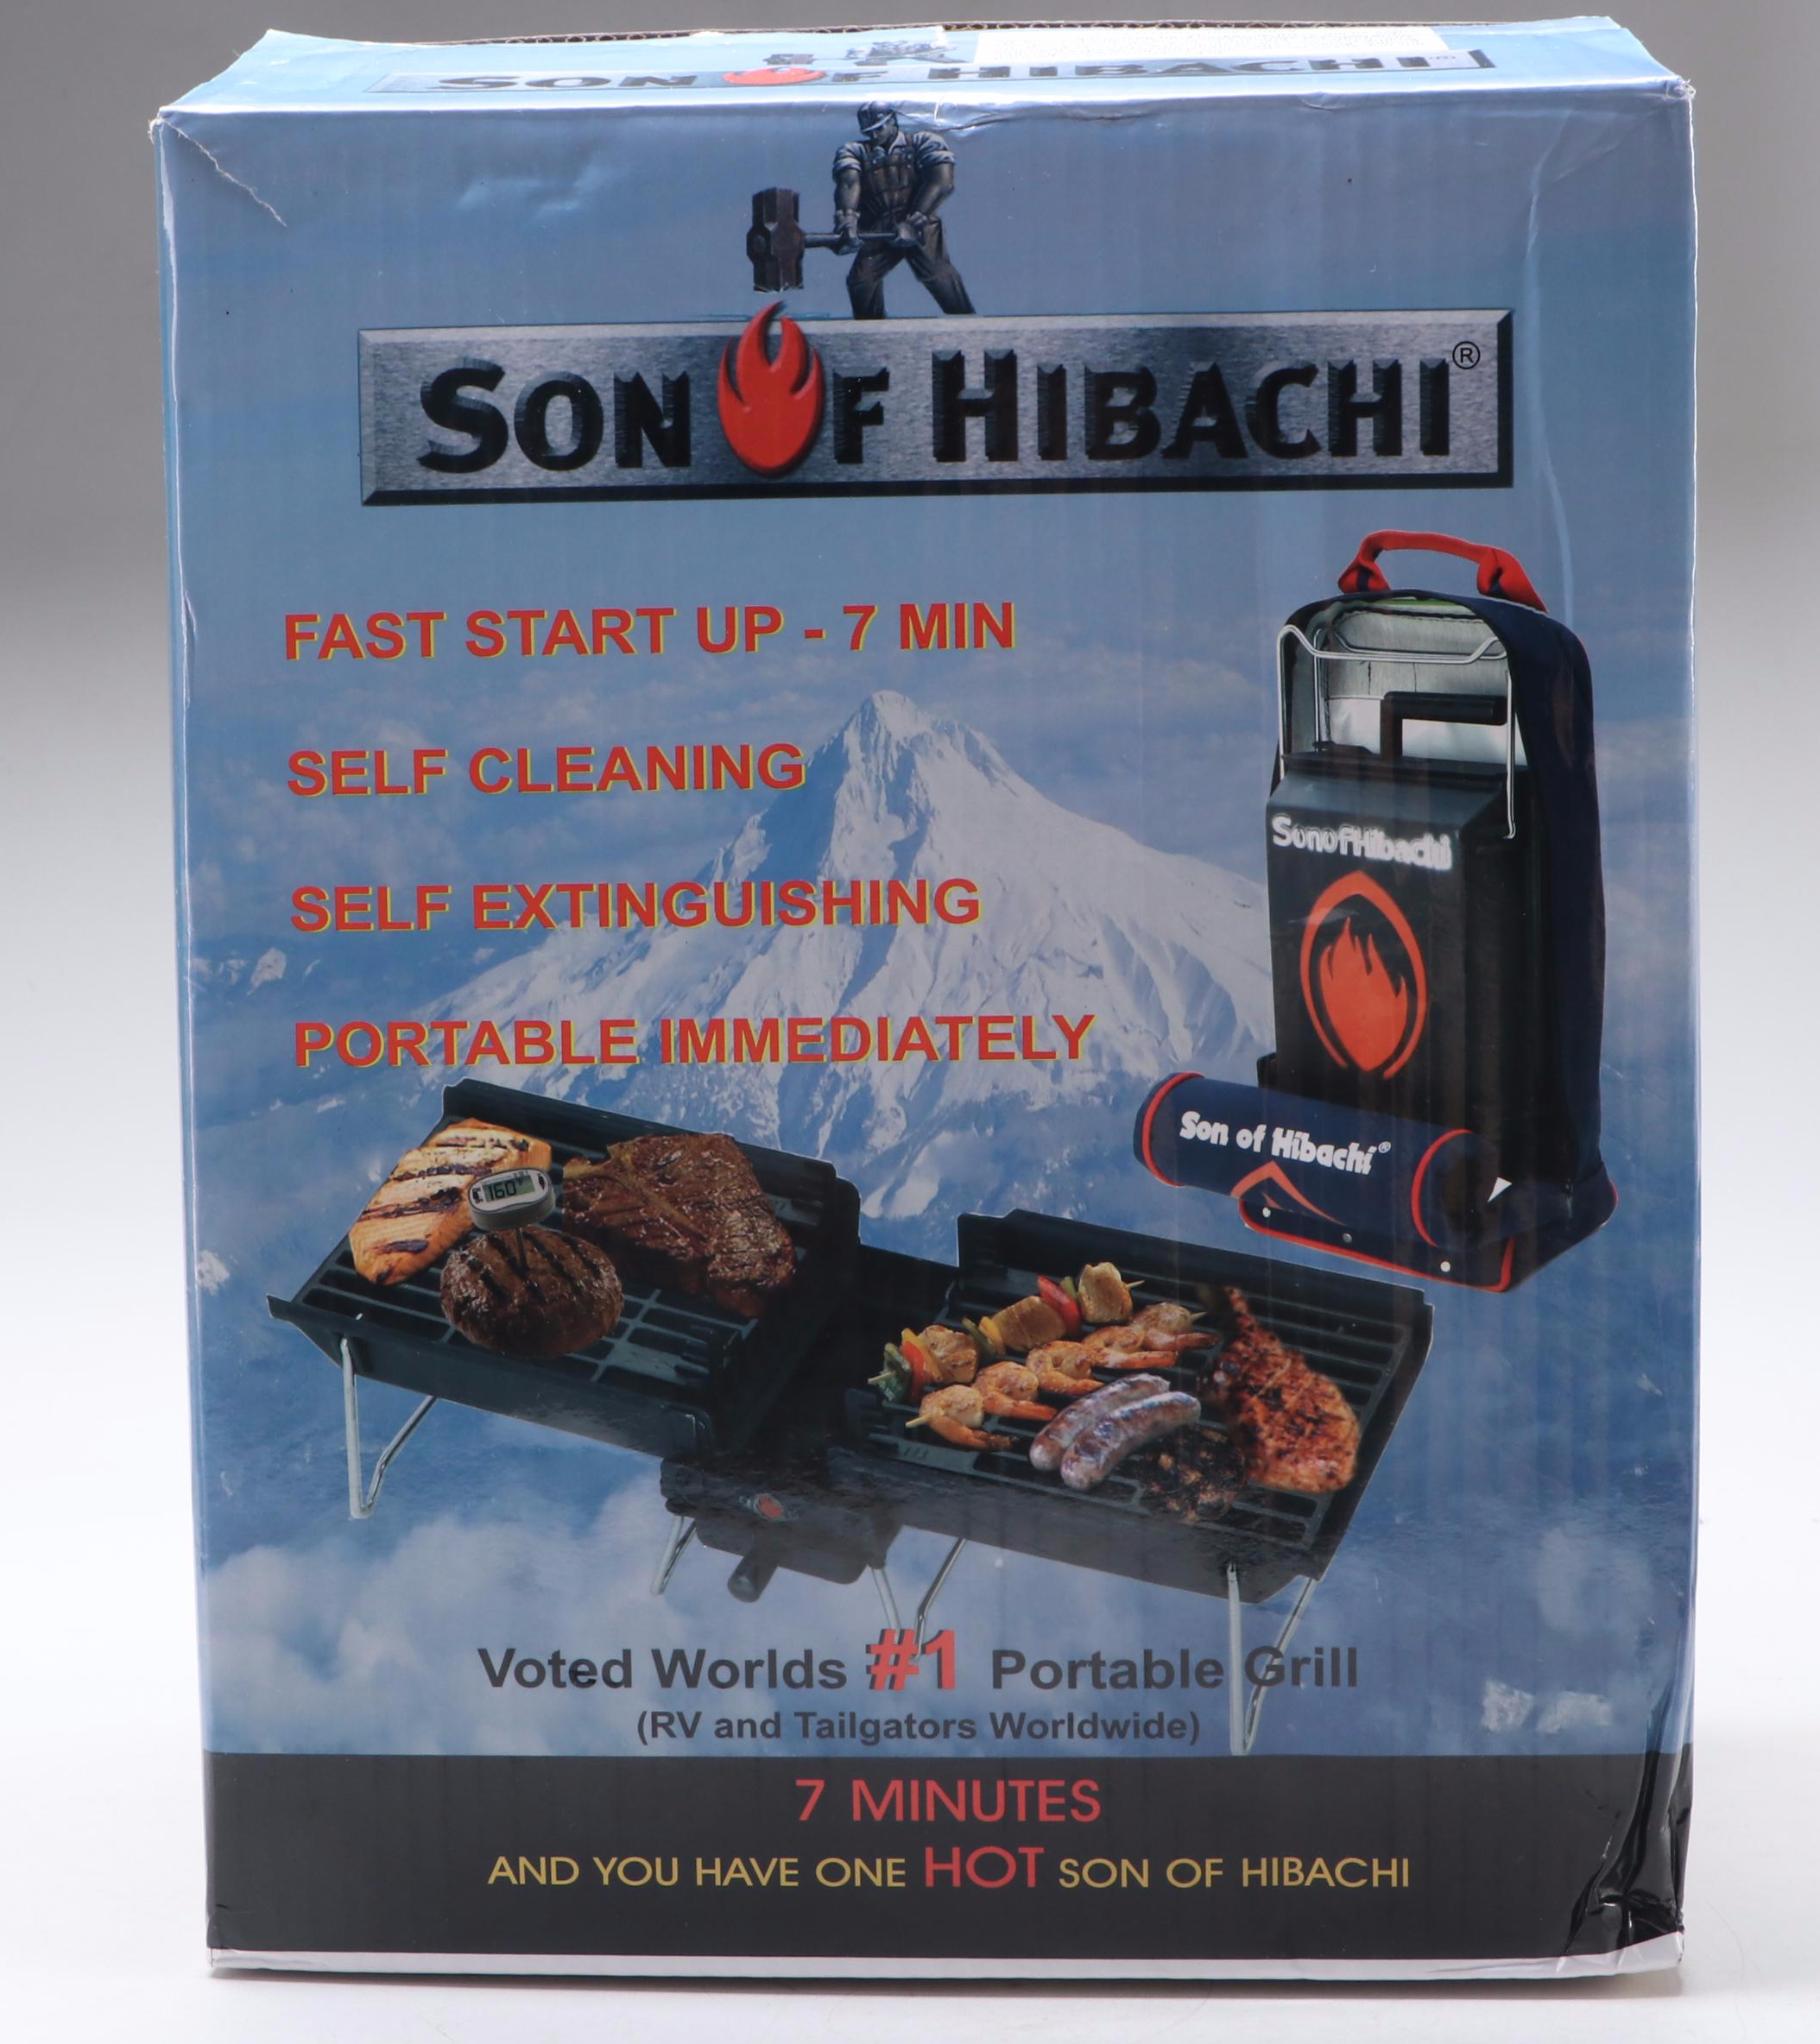 SON OF HIBACHI
SON OF HIBACHI®
FAST START UP - 7 MIN
SELF CLEANING
SELF EXTINGUISHING
PORTABLE IMMEDIATELY
SonofHibachi
Son of Hibachi®
160°F
Voted Worlds #1 Portable Grill
(RV and Tailgators Worldwide)
7 MINUTES
AND YOU HAVE ONE HOT SON OF HIBACHI